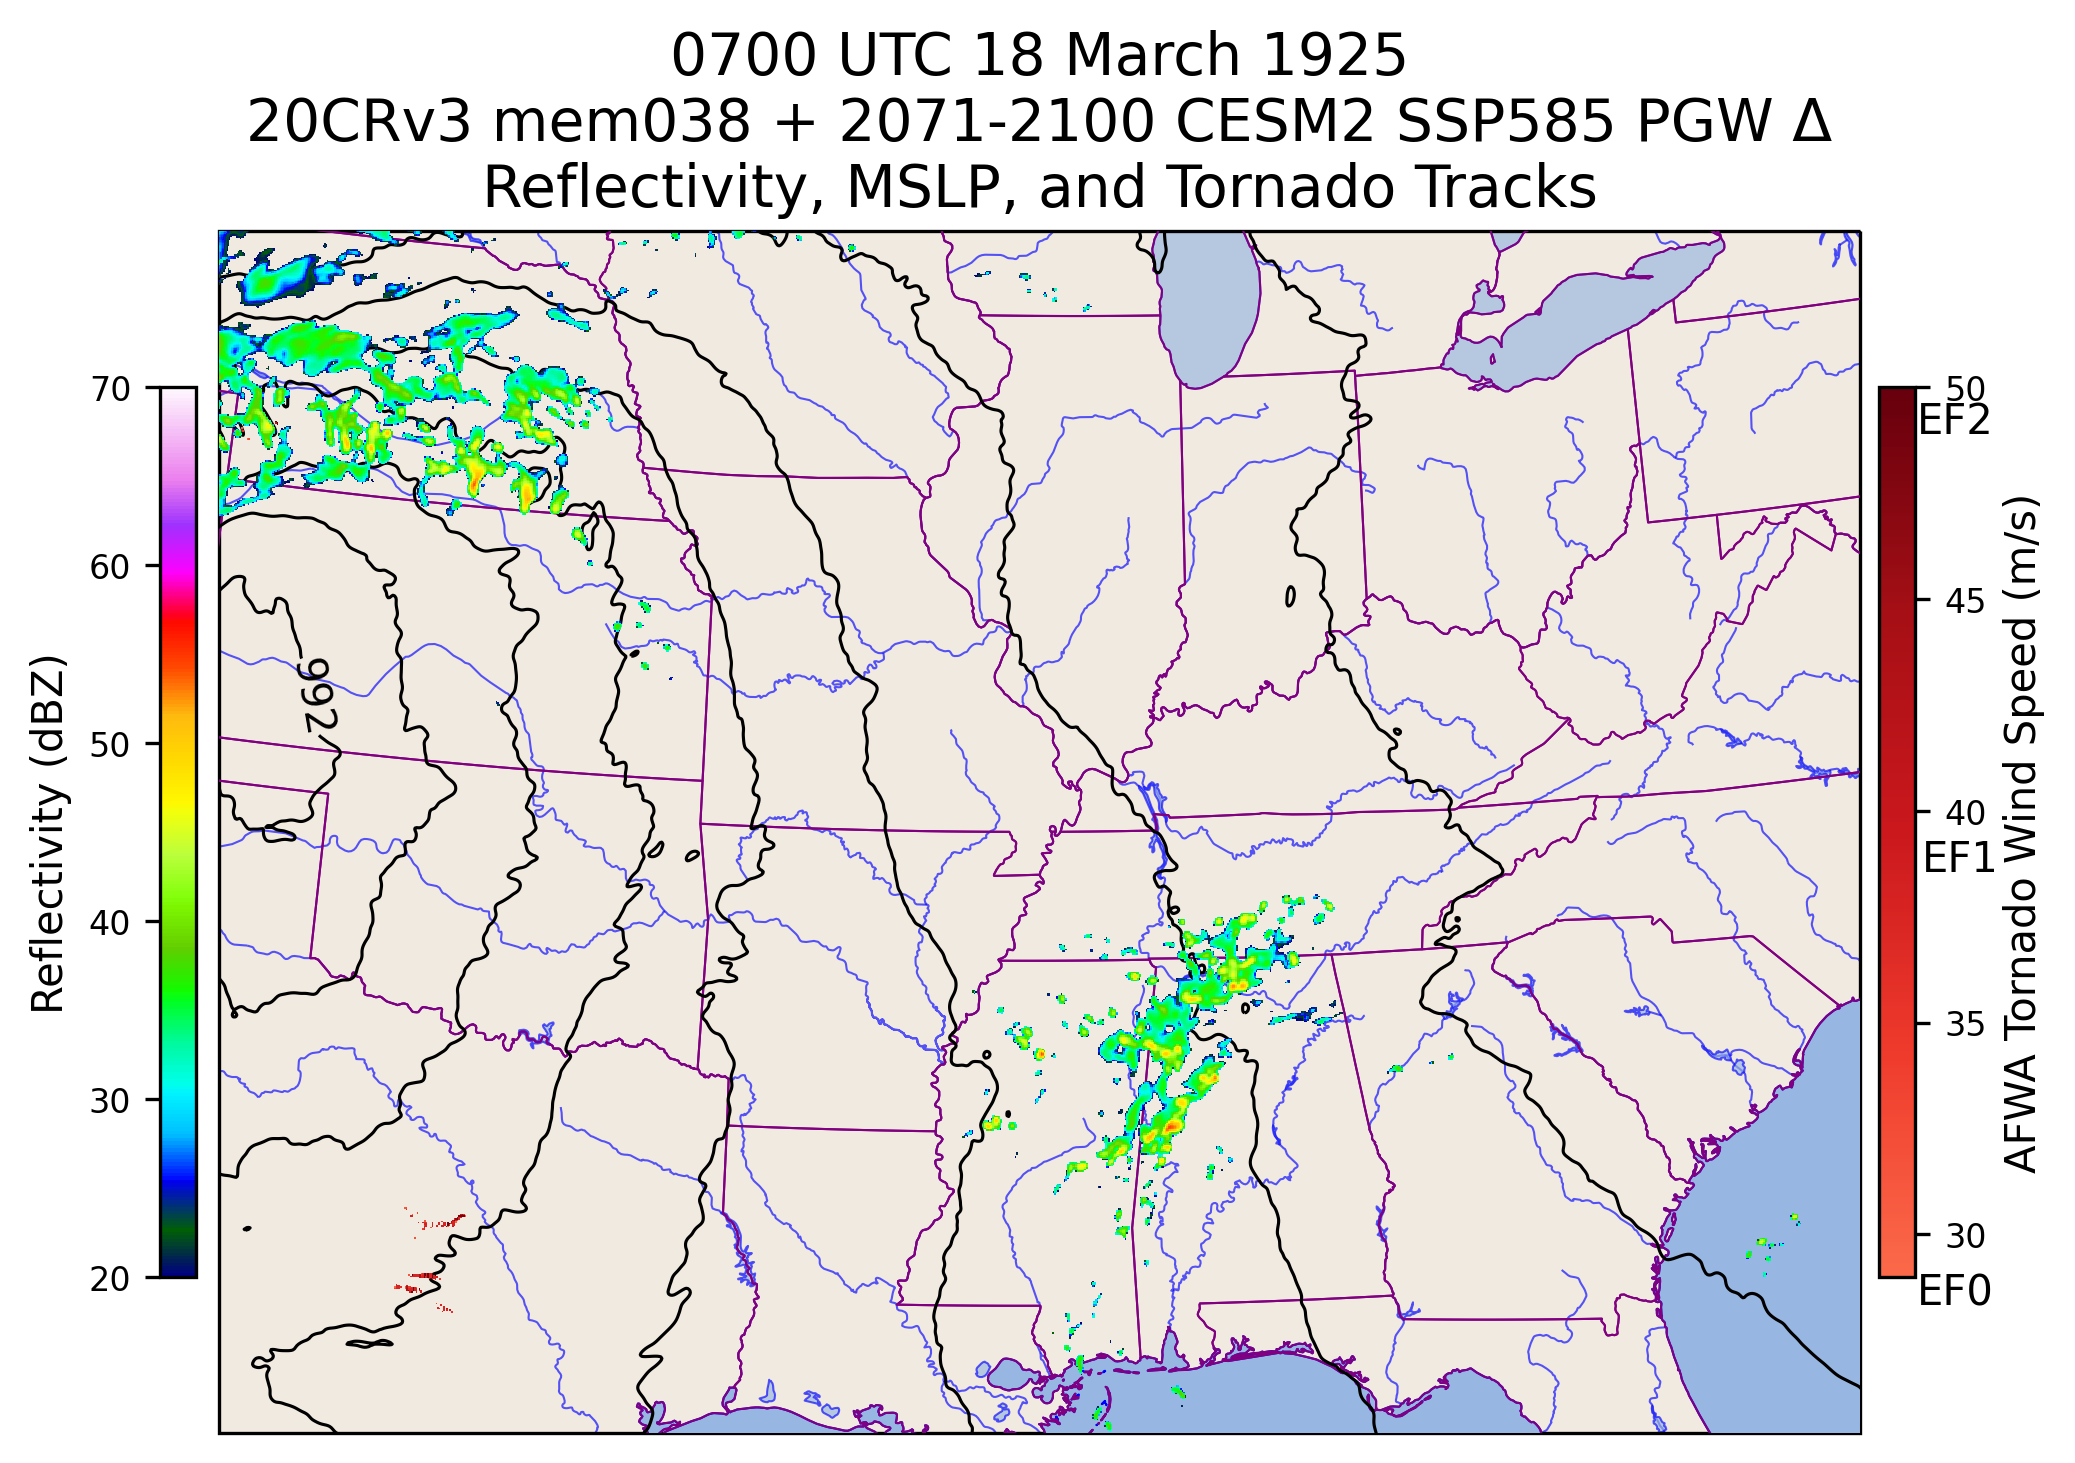 0700 UTC 18 March 1925
20CRv3 mem038 + 2071-2100 CESM2 SSP585 PGW Δ
Reflectivity, MSLP, and Tornado Tracks
Reflectivity (dBZ)
70
60
50
40
30
20
992
50
EF2
45
40
EF1
35
30
EF0
AFWA Tornado Wind Speed (m/s)